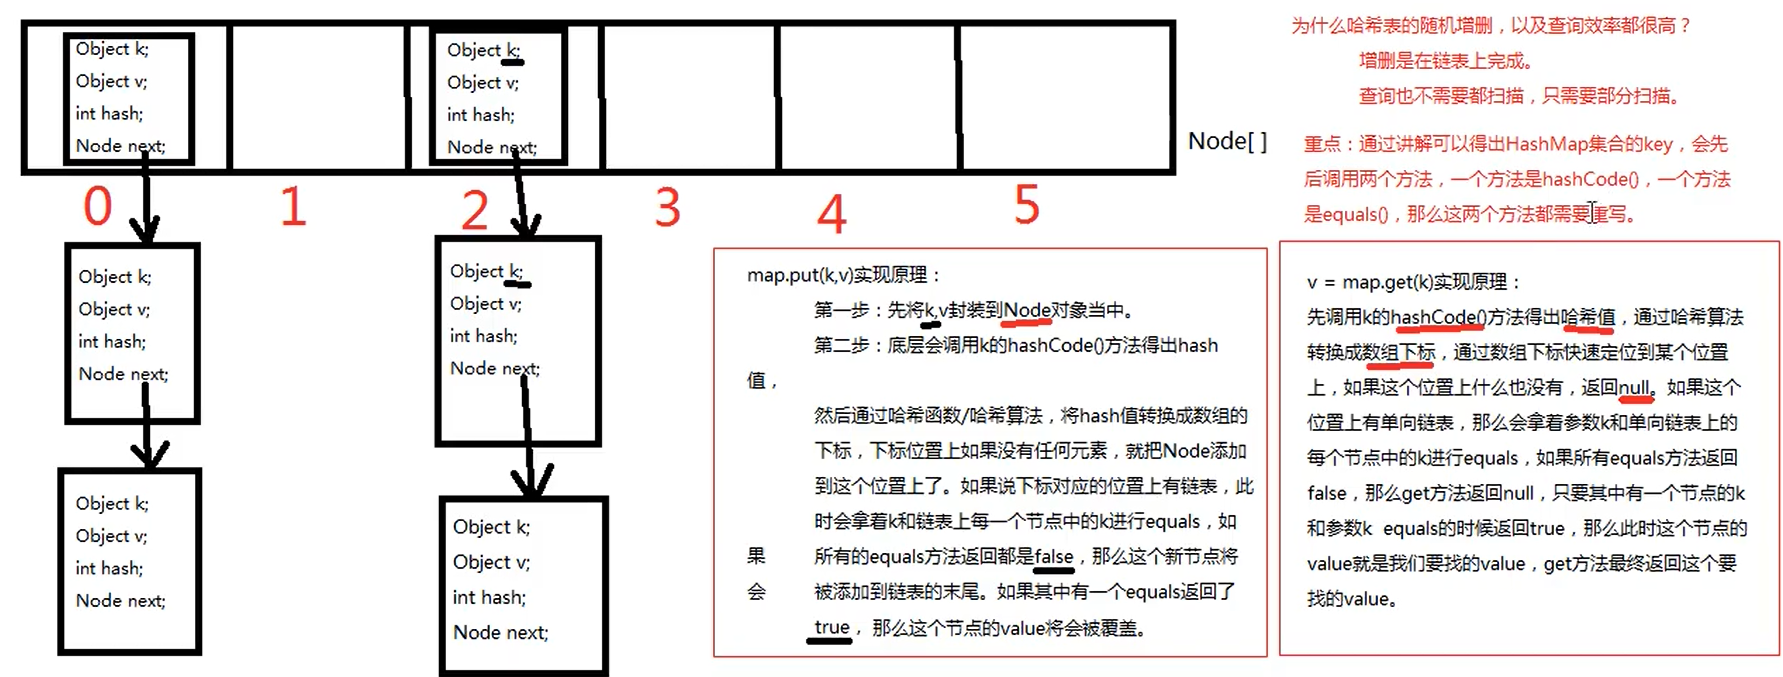 Object k;
Object v;
int hash;
Node next;
Object k;
Object v;
int hash;
Node next;
Node[ ]
0
1
2
3
4
5
Object k;
Object v;
int hash;
Node next;
Object k;
Object v;
int hash;
Node next;
Object k;
Object v;
int hash;
Node next;
Object k;
Object v;
int hash;
Node next;
为什么哈希表的随机增删，以及查询效率都很高？
增删是在链表上完成。
查询也不需要都扫描，只需要部分扫描。
重点：通过讲解可以得出HashMap集合的key，会先
后调用两个方法，一个方法是hashCode()，一个方法
是equals()，那么这两个方法都需要重写。
map.put(k,v)实现原理：
第一步：先将k,v封装到Node对象当中。
第二步：底层会调用k的hashCode()方法得出hash
值，
然后通过哈希函数/哈希算法，将hash值转换成数组的
下标，下标位置上如果没有任何元素，就把Node添加
到这个位置上了。如果说下标对应的位置上有链表，此
时会拿着k和链表上每一个节点中的k进行equals，如
果 所有的equals方法返回都是false，那么这个新节点将
会 被添加到链表的末尾。如果其中有一个equals返回了
true， 那么这个节点的value将会被覆盖。
v = map.get(k)实现原理：
先调用k的hashCode()方法得出哈希值，通过哈希算法
转换成数组下标，通过数组下标快速定位到某个位置
上，如果这个位置上什么也没有，返回null。如果这个
位置上有单向链表，那么会拿着参数k和单向链表上的
每个节点中的k进行equals，如果所有equals方法返回
false，那么get方法返回null，只要其中有一个节点的k
和参数k equals的时候返回true，那么此时这个节点的
value就是我们要找的value，get方法最终返回这个要
找的value。